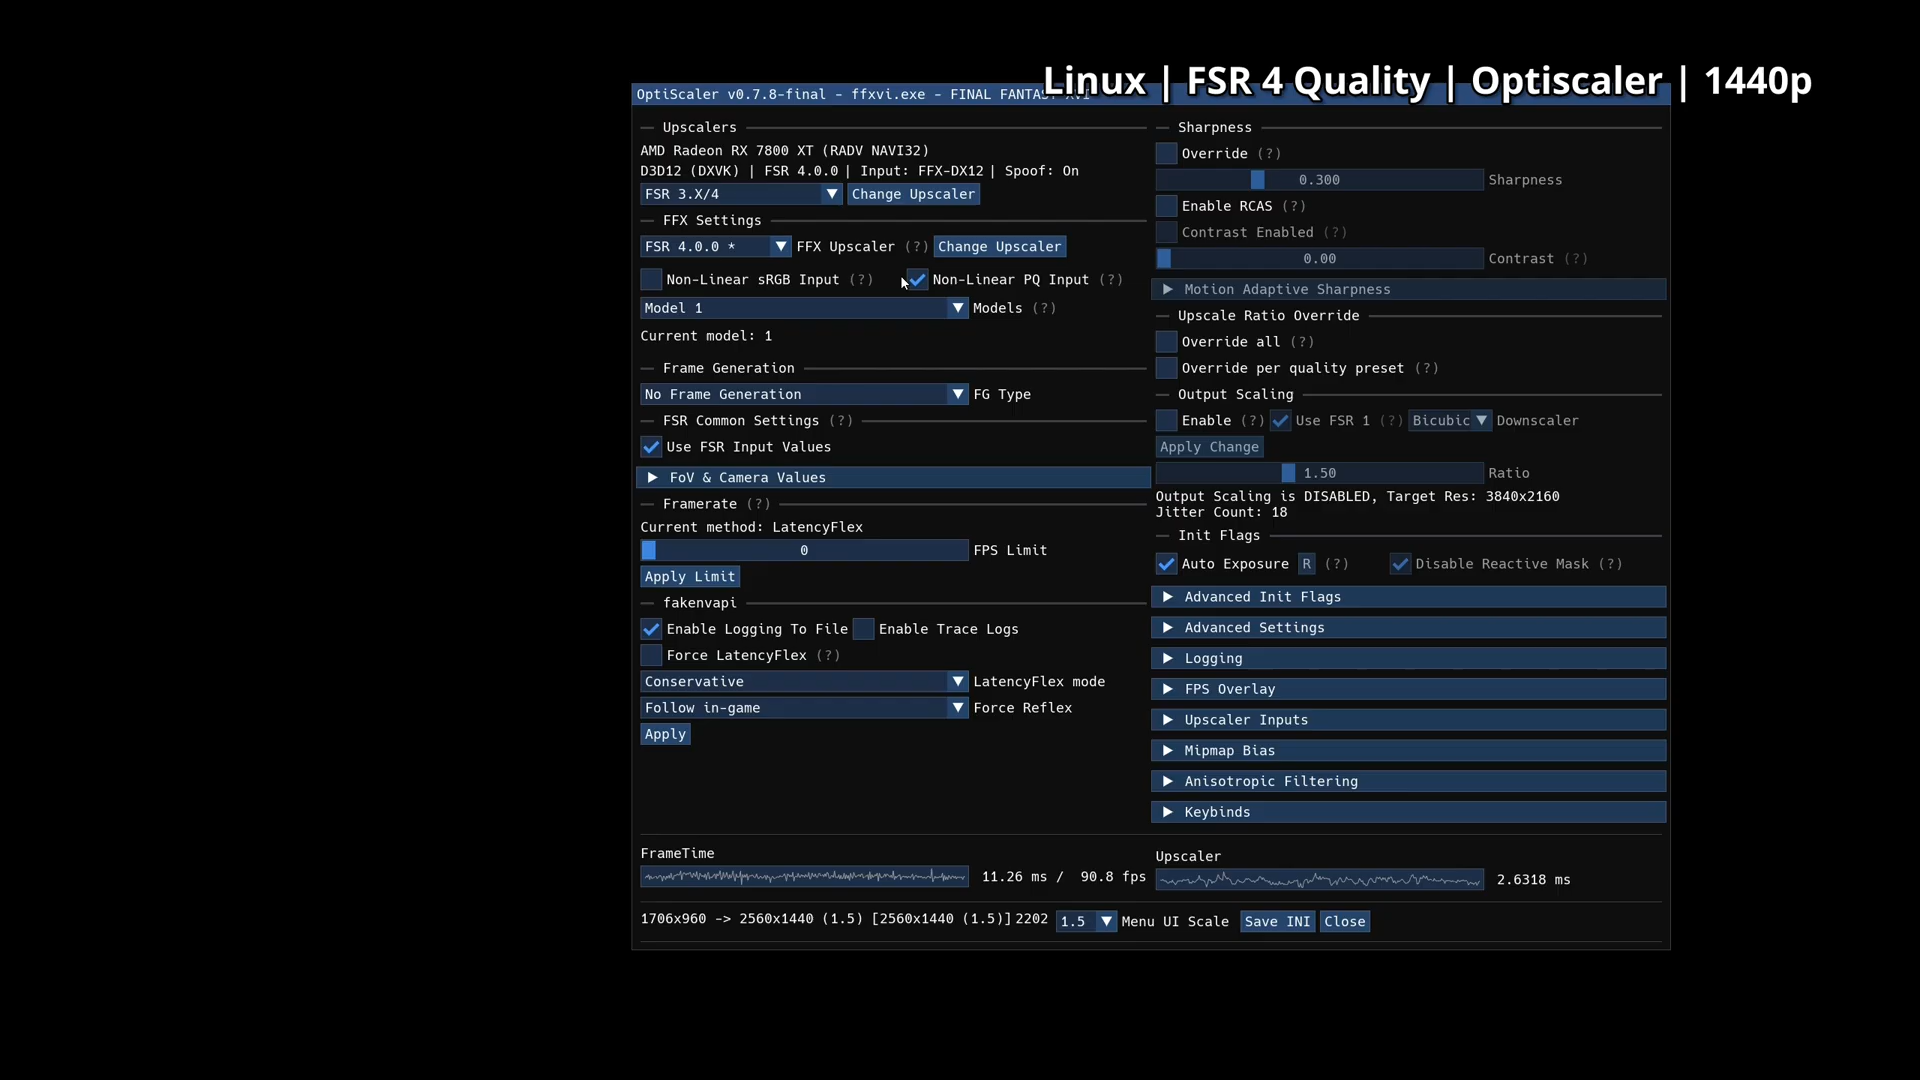 Linux | FSR 4 Quality | Optiscaler | 1440p
OptiScaler v0.7.8-final - ffxvi.exe - FINAL FANTASY XVI
Upscalers
AMD Radeon RX 7800 XT (RADV NAVI32)
D3D12 (DXVK) | FSR 4.0.0 | Input: FFX-DX12 | Spoof: On
FSR 3.X/4 Change Upscaler
FFX Settings
FSR 4.0.0 * FFX Upscaler (?) Change Upscaler
Non-Linear sRGB Input (?) Non-Linear PQ Input (?)
Model 1 Models (?)
Current model: 1
Frame Generation
No Frame Generation FG Type
FSR Common Settings (?)
Use FSR Input Values
FoV & Camera Values
Framerate (?)
Current method: LatencyFlex
0 FPS Limit
Apply Limit
fakenvapi
Enable Logging To File Enable Trace Logs
Force LatencyFlex (?)
Conservative LatencyFlex mode
Follow in-game Force Reflex
Apply
Sharpness
Override (?)
0.300 Sharpness
Enable RCAS (?)
Contrast Enabled (?)
0.00 Contrast (?)
Motion Adaptive Sharpness
Upscale Ratio Override
Override all (?)
Override per quality preset (?)
Output Scaling
Enable (?) Use FSR 1 (?) Bicubic Downscaler
Apply Change
1.50 Ratio
Output Scaling is DISABLED, Target Res: 3840x2160
Jitter Count: 18
Init Flags
Auto Exposure R (?) Disable Reactive Mask (?)
Advanced Init Flags
Advanced Settings
Logging
FPS Overlay
Upscaler Inputs
Mipmap Bias
Anisotropic Filtering
Keybinds
FrameTime
11.26 ms / 90.8 fps
Upscaler
2.6318 ms
1706x960 -> 2560x1440 (1.5) [2560x1440 (1.5)] 2202 1.5 Menu UI Scale Save INI Close